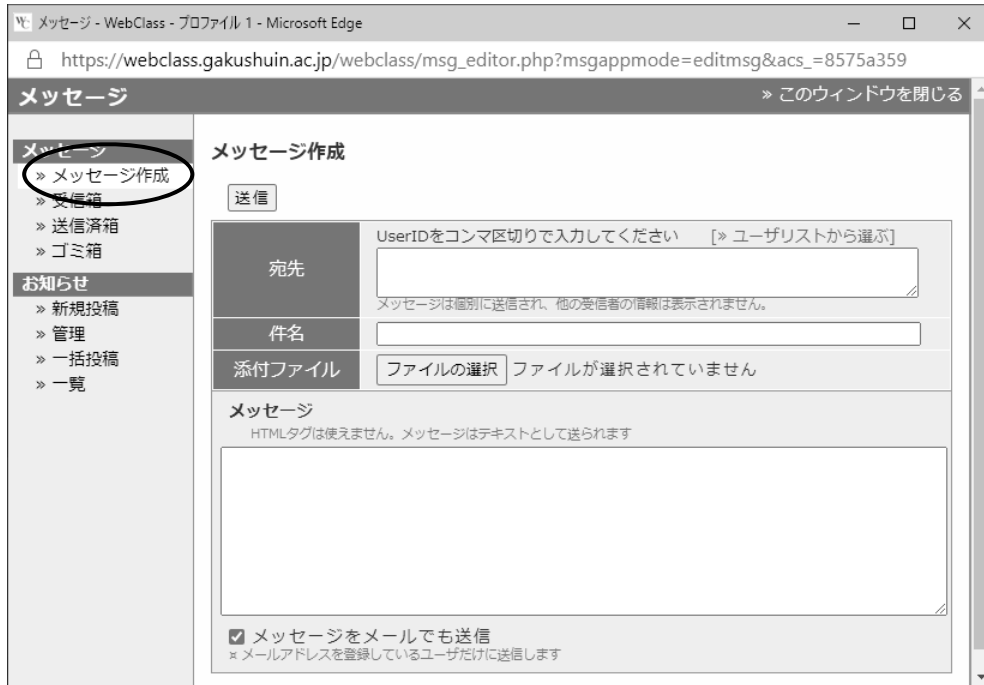 メッセージ - WebClass - プロファイル 1 - Microsoft Edge
https://webclass.gakushuin.ac.jp/webclass/msg_editor.php?msgappmode=editmsg&acs_=8575a359
メッセージ
» このウィンドウを閉じる
メッセージ
» メッセージ作成
» 受信箱
» 送信済箱
» ゴミ箱
お知らせ
» 新規投稿
» 管理
» 一括投稿
» 一覧
メッセージ作成
送信
宛先
UserIDをコンマ区切りで入力してください [» ユーザリストから選ぶ]
メッセージは個別に送信され、他の受信者の情報は表示されません。
件名
添付ファイル
ファイルの選択 ファイルが選択されていません
メッセージ
HTMLタグは使えません。メッセージはテキストとして送られます
メッセージをメールでも送信
※ メールアドレスを登録しているユーザだけに送信します